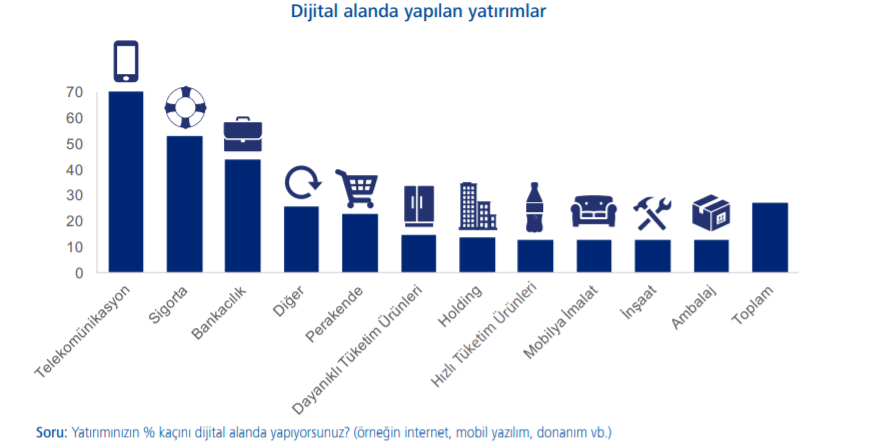 Dijital alanda yapılan yatırımlar
70
60
50
40
30
20
10
0
Telekomünikasyon
Sigorta
Bankacılık
Diğer
Perakende
Dayanıklı Tüketim Ürünleri
Holding
Hızlı Tüketim Ürünleri
Mobilya İmalat
İnşaat
Ambalaj
Toplam
Soru: Yatırımınızın % kaçını dijital alanda yapıyorsunuz? (örneğin internet, mobil yazılım, donanım vb.)